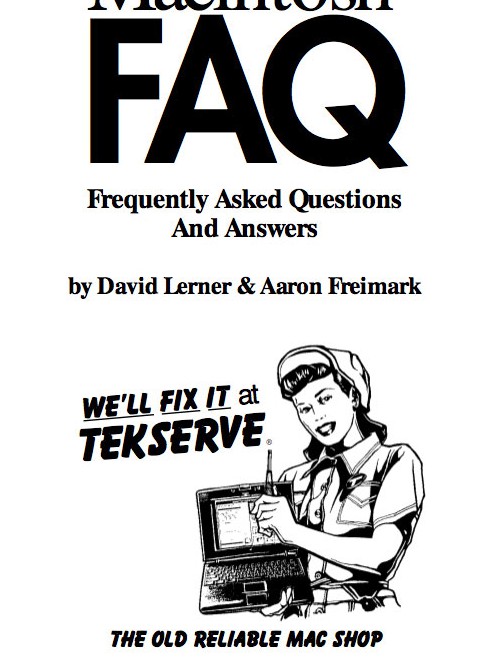 Macintosh
FAQ
Frequently Asked Questions
And Answers
by David Lerner & Aaron Freimark
WE'LL FIX IT at
TEKSERVE®
THE OLD RELIABLE MAC SHOP